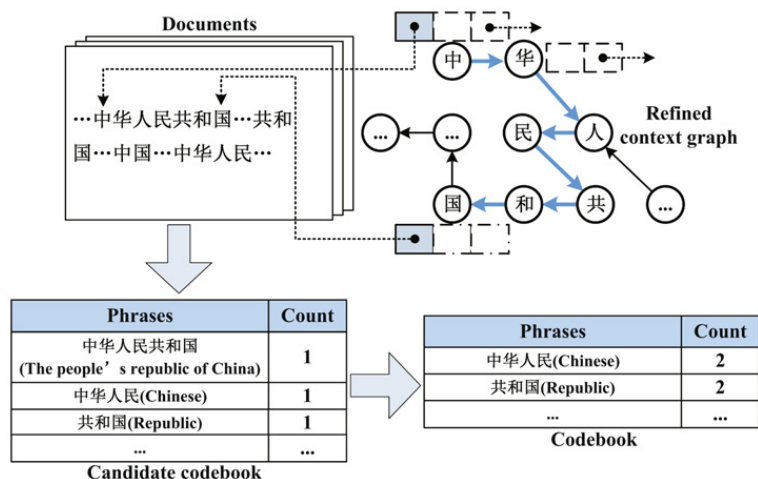 Documents
…中华人民共和国…共和
国…中国…中华人民…
中
华
...
...
民
人
Refined
context graph
国
和
共
...
Phrases Count
中华人民共和国
(The people’s republic of China) 1
中华人民(Chinese) 1
共和国(Republic) 1
... ...
Candidate codebook
Phrases Count
中华人民(Chinese) 2
共和国(Republic) 2
... ...
Codebook